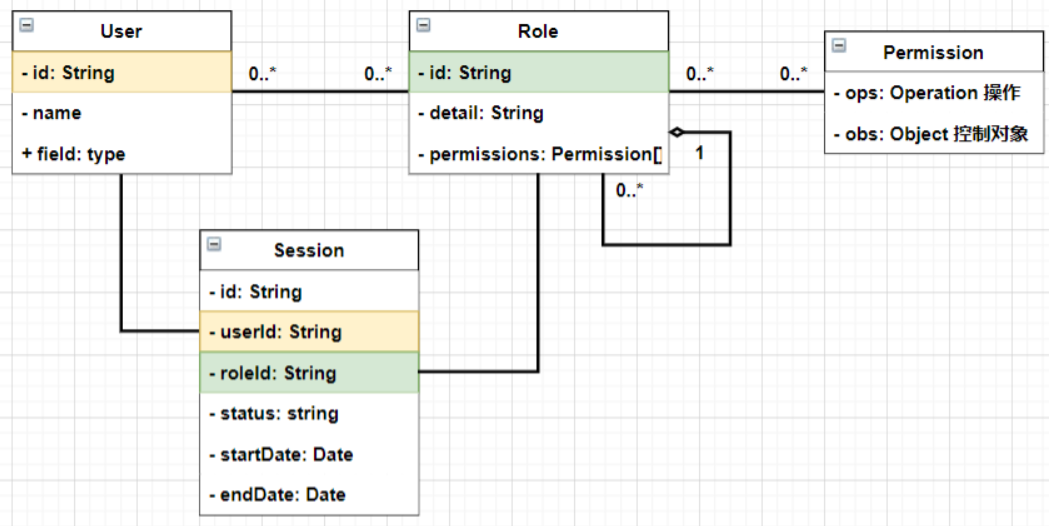 User
- id: String
- name
+ field: type
0..*
0..*
Role
- id: String
- detail: String
- permissions: Permission[]
0..*
0..*
1
0..*
Permission
- ops: Operation 操作
- obs: Object 控制对象
Session
- id: String
- userId: String
- roleId: String
- status: string
- startDate: Date
- endDate: Date